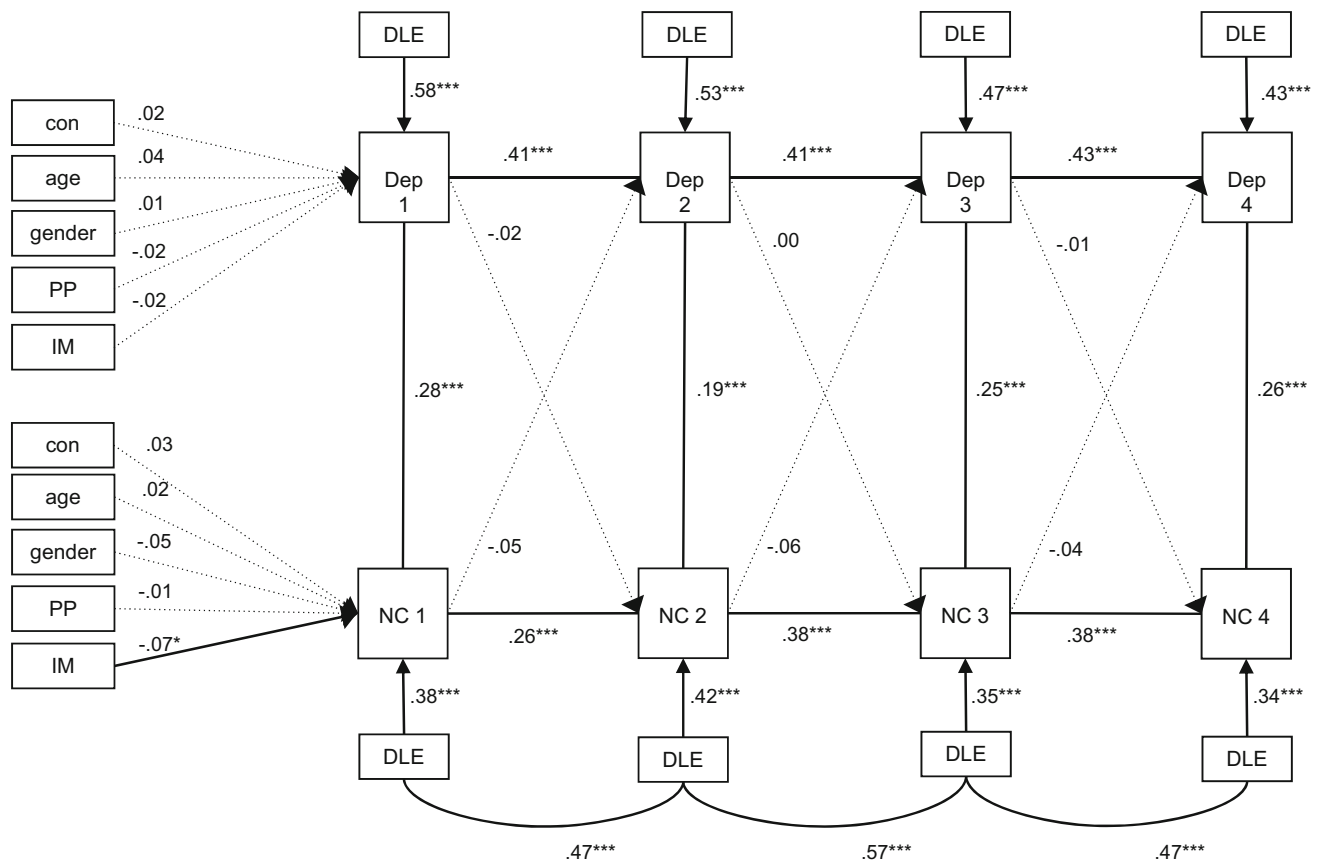 DLE
DLE
DLE
DLE
.58***
.53***
.47***
.43***
con
age
gender
PP
IM
.02
.04
.01
-.02
-.02
Dep
1
.41***
Dep
2
.41***
Dep
3
.43***
Dep
4
-.02
.00
-.01
.28***
.19***
.25***
.26***
con
age
gender
PP
IM
.03
.02
-.05
-.01
-.07*
-.05
-.06
-.04
NC 1
.26***
NC 2
.38***
NC 3
.38***
NC 4
.38***
.42***
.35***
.34***
DLE
DLE
DLE
DLE
.47***
.57***
.47***